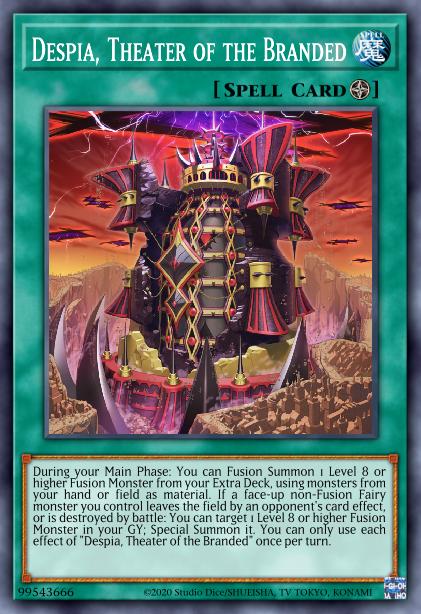 Despia, Theater of the Branded
SPELL
魔
[Spell Card]
During your Main Phase: You can Fusion Summon 1 Level 8 or
higher Fusion Monster from your Extra Deck, using monsters from
your hand or field as material. If a face-up non-Fusion Fairy
monster you control leaves the field by an opponent's card effect,
or is destroyed by battle: You can target 1 Level 8 or higher Fusion
Monster in your GY; Special Summon it. You can only use each
effect of "Despia, Theater of the Branded" once per turn.
99543666
©2020 Studio Dice/SHUEISHA, TV TOKYO, KONAMI